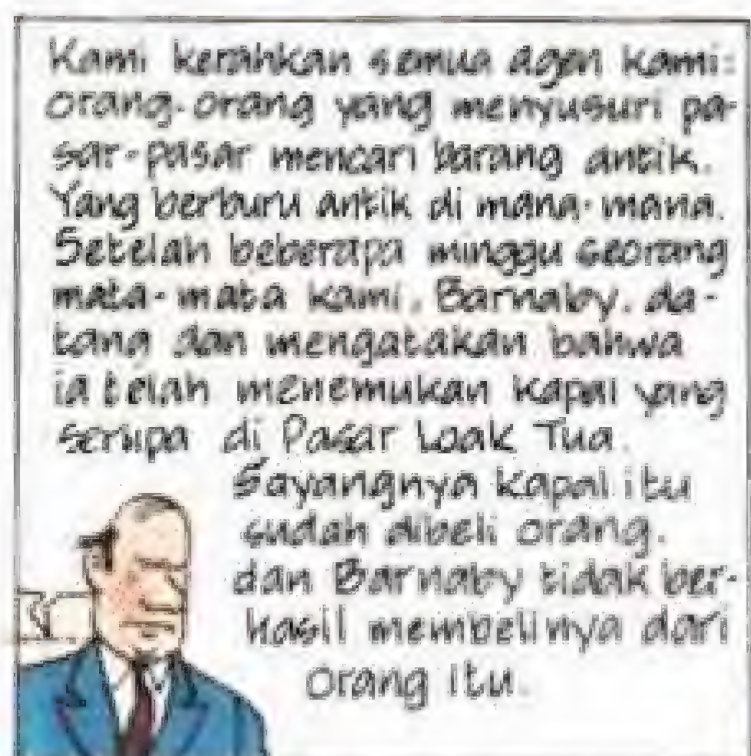 Kami kerahkan semua agen kami:
orang-orang yang menyusuri pa-
sar-pasar mencari barang antik.
Yang berburu antik di mana-mana.
Setelah beberapa minggu seorang
mata-mata kami, Barnaby, da-
tang dan mengatakan bahwa
ia telah menemukan kapal yang
serupa di Pasar Loak Tua.
Sayangnya kapal itu
sudah dibeli orang,
dan Barnaby tidak ber-
hasil membelinya dari
orang itu.